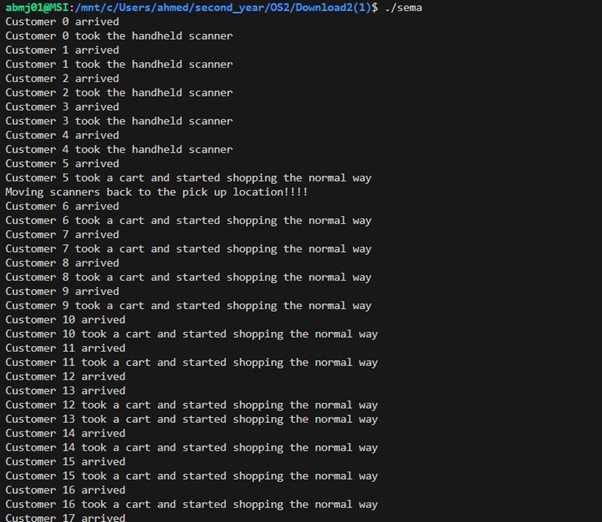 abmj01@MSI:/mnt/c/Users/ahmed/second_year/OS2/Download2(1)$ ./sema
Customer 0 arrived
Customer 0 took the handheld scanner
Customer 1 arrived
Customer 1 took the handheld scanner
Customer 2 arrived
Customer 2 took the handheld scanner
Customer 3 arrived
Customer 3 took the handheld scanner
Customer 4 arrived
Customer 4 took the handheld scanner
Customer 5 arrived
Customer 5 took a cart and started shopping the normal way
Moving scanners back to the pick up location!!!!
Customer 6 arrived
Customer 6 took a cart and started shopping the normal way
Customer 7 arrived
Customer 7 took a cart and started shopping the normal way
Customer 8 arrived
Customer 8 took a cart and started shopping the normal way
Customer 9 arrived
Customer 9 took a cart and started shopping the normal way
Customer 10 arrived
Customer 10 took a cart and started shopping the normal way
Customer 11 arrived
Customer 11 took a cart and started shopping the normal way
Customer 12 arrived
Customer 13 arrived
Customer 12 took a cart and started shopping the normal way
Customer 13 took a cart and started shopping the normal way
Customer 14 arrived
Customer 14 took a cart and started shopping the normal way
Customer 15 arrived
Customer 15 took a cart and started shopping the normal way
Customer 16 arrived
Customer 16 took a cart and started shopping the normal way
Customer 17 arrived